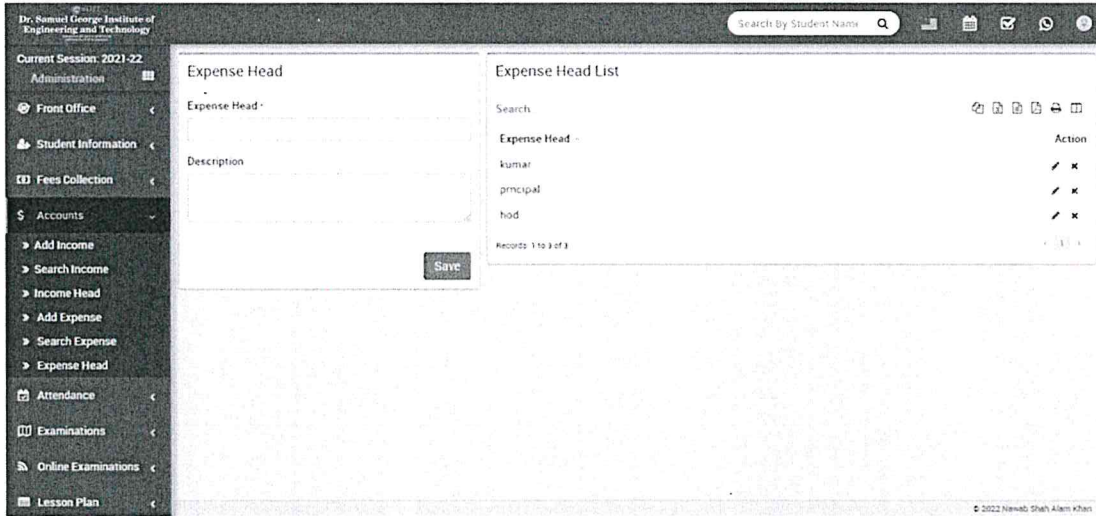 Dr. Samuel George Institute of
Engineering and Technology
Search By Student Name
Current Session: 2021-22
Administration
Front Office
Student Information
Fees Collection
$ Accounts
» Add Income
» Search Income
» Income Head
» Add Expense
» Search Expense
» Expense Head
Attendance
Examinations
Online Examinations
Lesson Plan
Expense Head
Expense Head
Description
Save
Expense Head List
Search
Expense Head
Action
kumar
prncipal
hod
Records: 1 to 3 of 3
1
© 2022 Nawab Shah Alam Khan